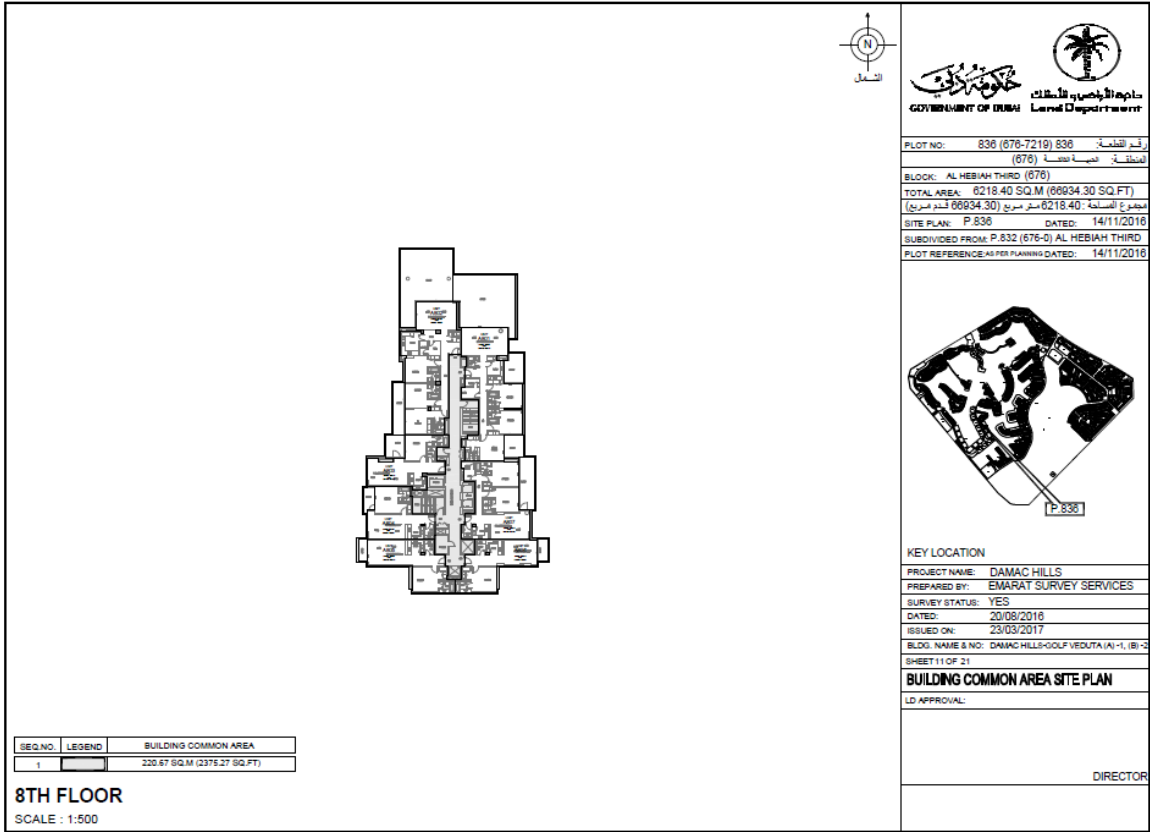 N
الشمال
حكومة دبي
GOVERNMENT OF DUBAI
دائرة الأراضي والأملاك
Land Department
PLOT NO: 836 (676-7219) 836 رقم القطعة:
المنطقة: (676)
BLOCK: AL HEBIAH THIRD (676)
TOTAL AREA: 6218.40 SQ.M (66934.30 SQ.FT)
مجموع المساحة: 6218.40 متر مربع (66934.30 قدم مربع)
SITE PLAN: P.836 DATED: 14/11/2016
SUBDIVIDED FROM: P.832 (676-0) AL HEBIAH THIRD
PLOT REFERENCE: AS PER PLANNING DATED: 14/11/2016
P.836
KEY LOCATION
PROJECT NAME: DAMAC HILLS
PREPARED BY: EMARAT SURVEY SERVICES
SURVEY STATUS: YES
DATED: 20/08/2016
ISSUED ON: 23/03/2017
BLDG. NAME & NO: DAMAC HILLS-GOLF VEDUTA (A) -1, (B) -2
SHEET 11 OF 21
BUILDING COMMON AREA SITE PLAN
LD APPROVAL:
DIRECTOR
SEQ.NO. LEGEND BUILDING COMMON AREA
1 220.67 SQ.M (2375.27 SQ.FT)
8TH FLOOR
SCALE : 1:500